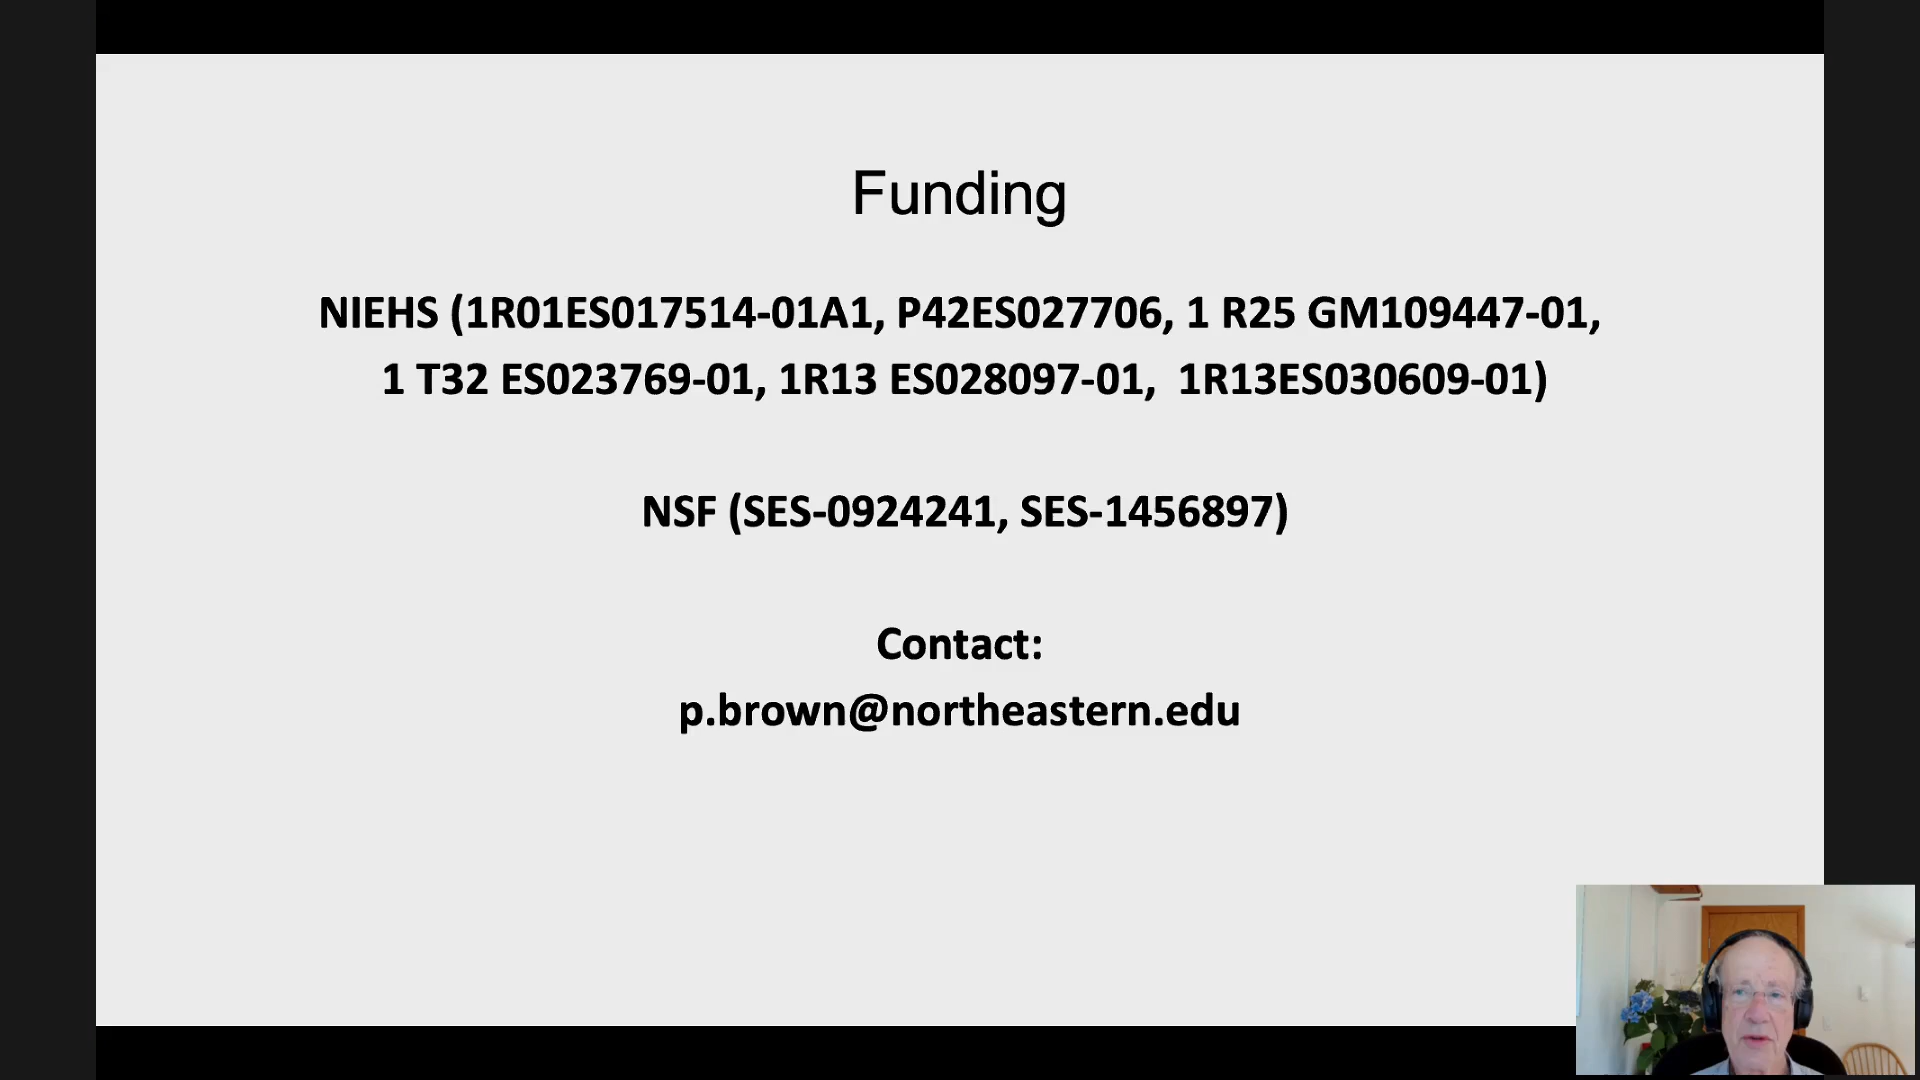 Funding
NIEHS (1R01ES017514-01A1, P42ES027706, 1 R25 GM109447-01,
1 T32 ES023769-01, 1R13 ES028097-01,  1R13ES030609-01)
NSF (SES-0924241, SES-1456897)
Contact:
p.brown@northeastern.edu